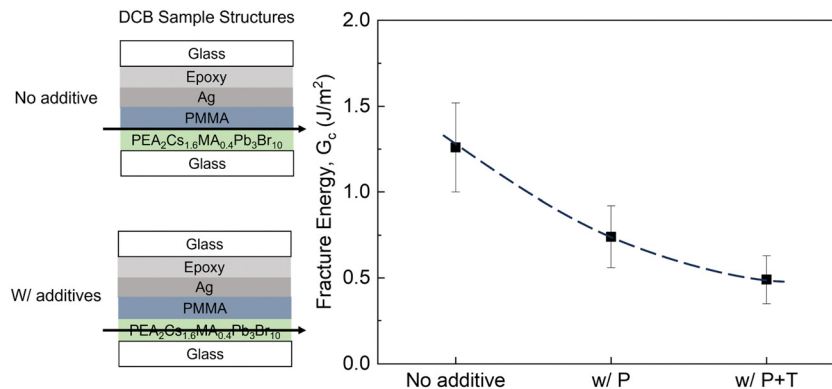 DCB Sample Structures
No additive
Glass
Epoxy
Ag
PMMA
PEA₂Cs₁.₆MA₀.₄Pb₃Br₁₀
Glass
W/ additives
Glass
Epoxy
Ag
PMMA
PEA₂Cs₁.₆MA₀.₄Pb₃Br₁₀
Glass
Fracture Energy, G_c (J/m²)
2.0
1.5
1.0
0.5
0.0
No additive w/ P w/ P+T